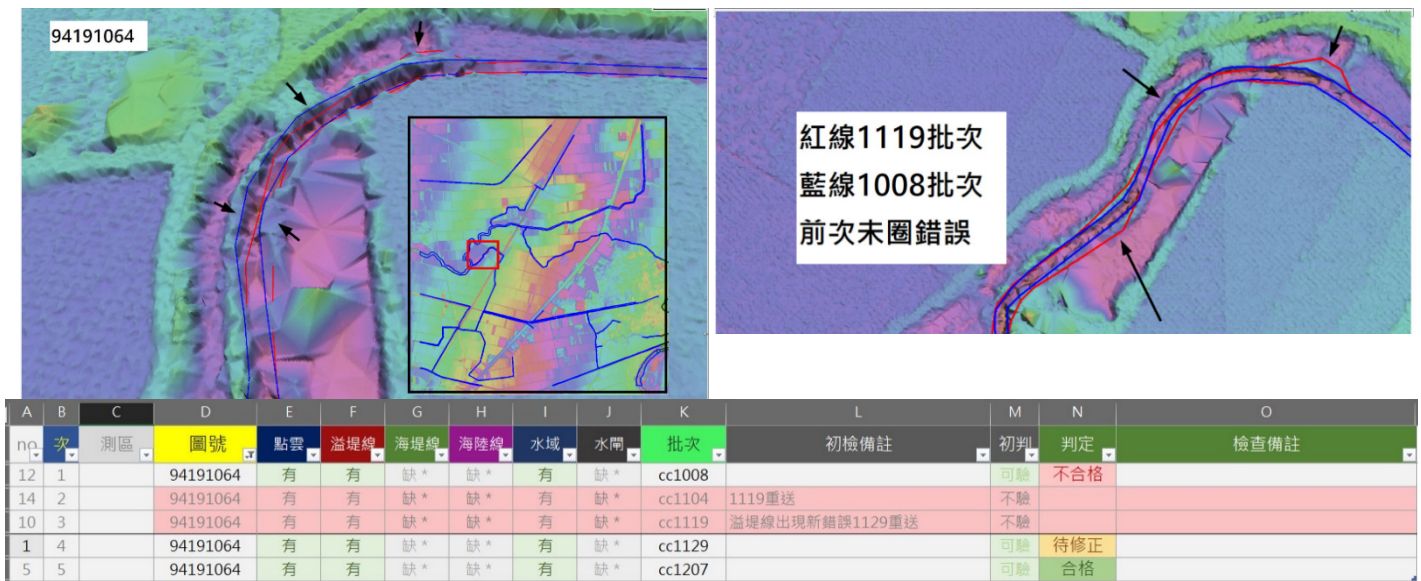 94191064
紅線1119批次
藍線1008批次
前次未圈錯誤
A B C D E F G H I J K L M N O
no 次 測區 圖號 點雲 溢堤線 海堤線 海陸線 水域 水閘 批次 初檢備註 初判 判定 檢查備註
12 1 94191064 有 有 缺 * 缺 * 有 缺 * cc1008 可驗 不合格
14 2 94191064 有 有 缺 * 缺 * 有 缺 * cc1104 1119重送 不驗
10 3 94191064 有 有 缺 * 缺 * 有 缺 * cc1119 溢堤線出現新錯誤1129重送 不驗
1 4 94191064 有 有 缺 * 缺 * 有 缺 * cc1129 可驗 待修正
5 5 94191064 有 有 缺 * 缺 * 有 缺 * cc1207 可驗 合格